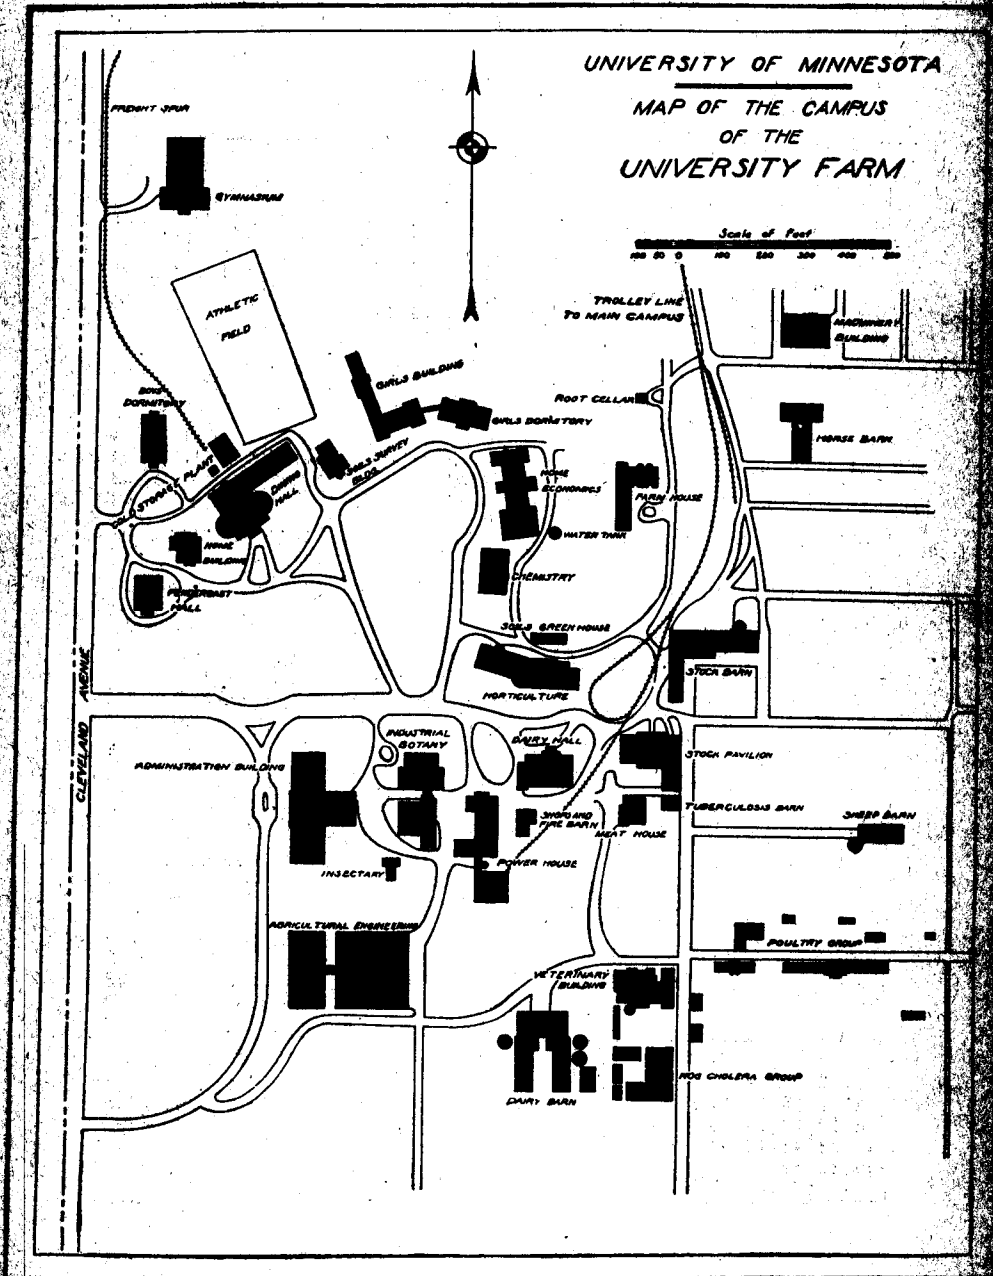 UNIVERSITY OF MINNESOTA
MAP OF THE CAMPUS
OF THE
UNIVERSITY FARM
Scale of Feet
100 50 0 100 200 300 400 500
FREIGHT SPUR
GYMNASIUM
ATHLETIC
FIELD
TROLLEY LINE
TO MAIN CAMPUS
MACHINERY
BUILDING
GIRLS BUILDING
BOYS
DORMITORY
ROOT CELLAR
GIRLS DORMITORY
HORSE BARN
COLD STORAGE PLANT
DINING
HALL
SOILS SURVEY
BLDG.
HOME
ECONOMICS
FARM HOUSE
WATER TANK
HOME
BUILDING
CHEMISTRY
PENDERGAST
HALL
SOILS GREEN HOUSE
STOCK BARN
HORTICULTURE
CLEVELAND AVENUE
INDUSTRIAL
BOTANY
DAIRY HALL
STOCK PAVILION
ADMINISTRATION BUILDING
TUBERCULOSIS BARN
SHOPS AND
FIRE BARN
MEAT HOUSE
SHEEP BARN
POWER HOUSE
INSECTARY
AGRICULTURAL ENGINEERING
POULTRY GROUP
VETERINARY
BUILDING
HOG CHOLERA GROUP
DAIRY BARN